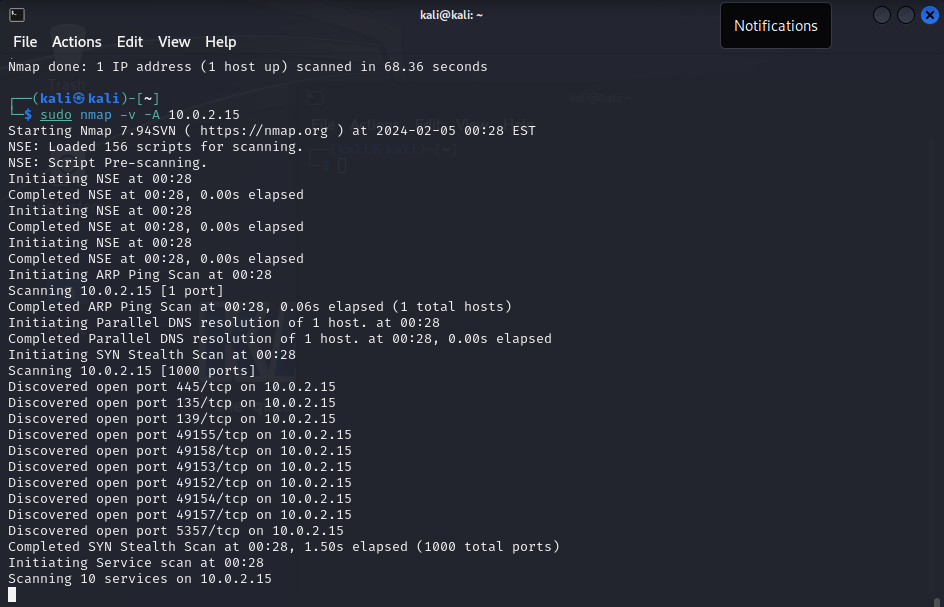 kali@kali: ~
Notifications
File Actions Edit View Help
Nmap done: 1 IP address (1 host up) scanned in 68.36 seconds
┌──(kali㉿kali)-[~]
└─$ sudo nmap -v -A 10.0.2.15
Starting Nmap 7.94SVN ( https://nmap.org ) at 2024-02-05 00:28 EST
NSE: Loaded 156 scripts for scanning.
NSE: Script Pre-scanning.
Initiating NSE at 00:28
Completed NSE at 00:28, 0.00s elapsed
Initiating NSE at 00:28
Completed NSE at 00:28, 0.00s elapsed
Initiating NSE at 00:28
Completed NSE at 00:28, 0.00s elapsed
Initiating ARP Ping Scan at 00:28
Scanning 10.0.2.15 [1 port]
Completed ARP Ping Scan at 00:28, 0.06s elapsed (1 total hosts)
Initiating Parallel DNS resolution of 1 host. at 00:28
Completed Parallel DNS resolution of 1 host. at 00:28, 0.00s elapsed
Initiating SYN Stealth Scan at 00:28
Scanning 10.0.2.15 [1000 ports]
Discovered open port 445/tcp on 10.0.2.15
Discovered open port 135/tcp on 10.0.2.15
Discovered open port 139/tcp on 10.0.2.15
Discovered open port 49155/tcp on 10.0.2.15
Discovered open port 49158/tcp on 10.0.2.15
Discovered open port 49153/tcp on 10.0.2.15
Discovered open port 49152/tcp on 10.0.2.15
Discovered open port 49154/tcp on 10.0.2.15
Discovered open port 49157/tcp on 10.0.2.15
Discovered open port 5357/tcp on 10.0.2.15
Completed SYN Stealth Scan at 00:28, 1.50s elapsed (1000 total ports)
Initiating Service scan at 00:28
Scanning 10 services on 10.0.2.15